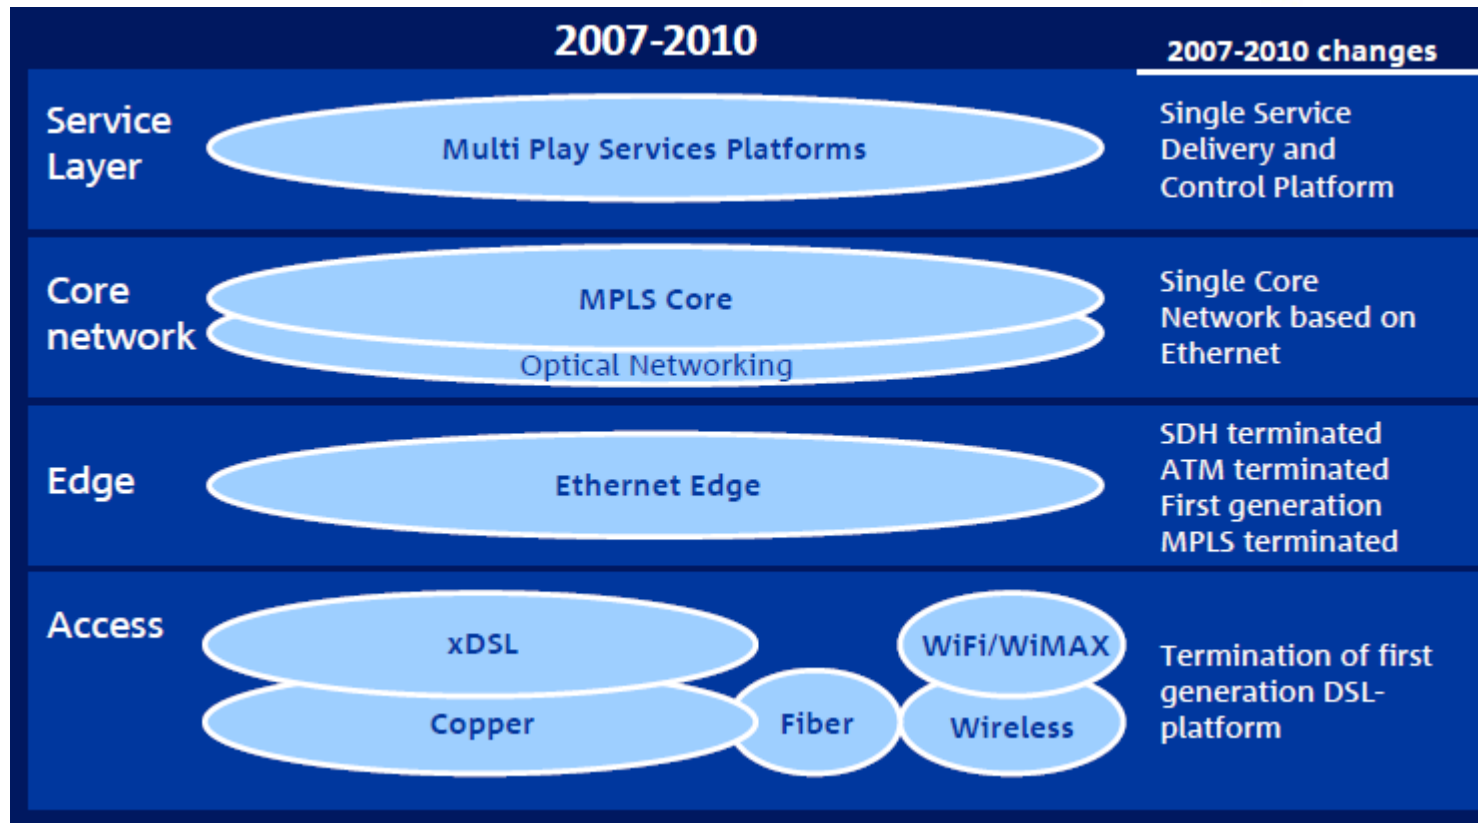 2007-2010
2007-2010 changes
Service
Layer
Multi Play Services Platforms
Single Service
Delivery and
Control Platform
Core
network
MPLS Core
Optical Networking
Single Core
Network based on
Ethernet
Edge
Ethernet Edge
SDH terminated
ATM terminated
First generation
MPLS terminated
Access
xDSL
WiFi/WiMAX
Copper
Fiber
Wireless
Termination of first
generation DSL-
platform